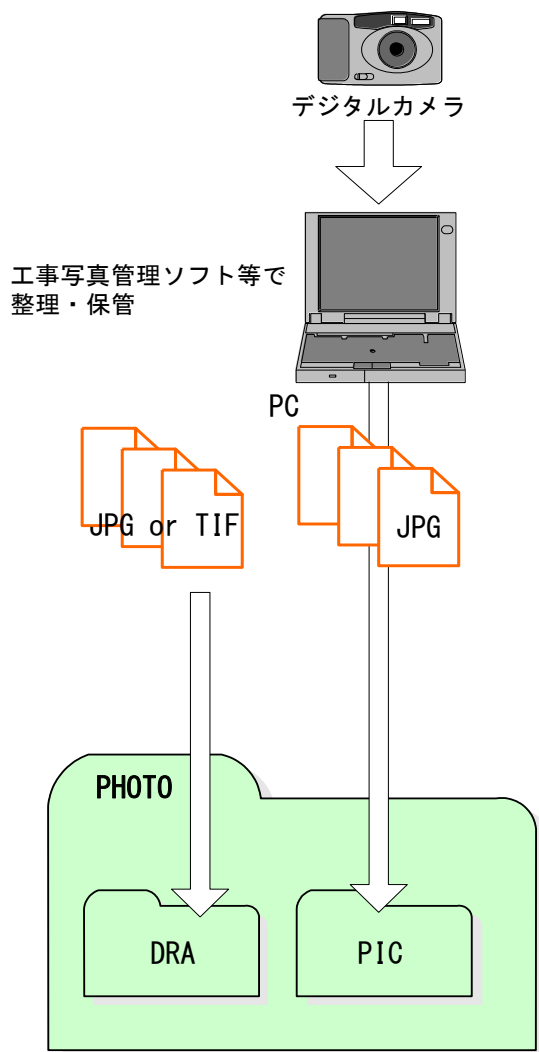 デジタルカメラ
工事写真管理ソフト等で
整理・保管
PC
JPG or TIF
JPG
PHOTO
DRA
PIC